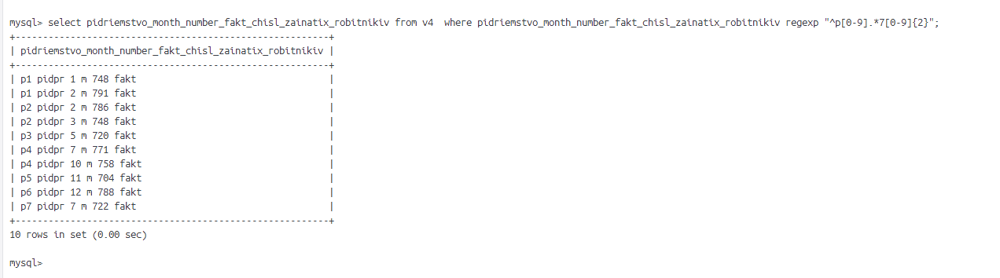 mysql> select pidriemstvo_month_number_fakt_chisl_zainatix_robitnikiv from v4  where pidriemstvo_month_number_fakt_chisl_zainatix_robitnikiv regexp "^p[0-9].*7[0-9]{2}";
+---------------------------------------------------------+
| pidriemstvo_month_number_fakt_chisl_zainatix_robitnikiv |
+---------------------------------------------------------+
| p1 pidpr 1 m 748 fakt                                   |
| p1 pidpr 2 m 791 fakt                                   |
| p2 pidpr 2 m 786 fakt                                   |
| p2 pidpr 3 m 748 fakt                                   |
| p3 pidpr 5 m 720 fakt                                   |
| p4 pidpr 7 m 771 fakt                                   |
| p4 pidpr 10 m 758 fakt                                  |
| p5 pidpr 11 m 704 fakt                                  |
| p6 pidpr 12 m 788 fakt                                  |
| p7 pidpr 7 m 722 fakt                                   |
+---------------------------------------------------------+
10 rows in set (0.00 sec)
mysql>